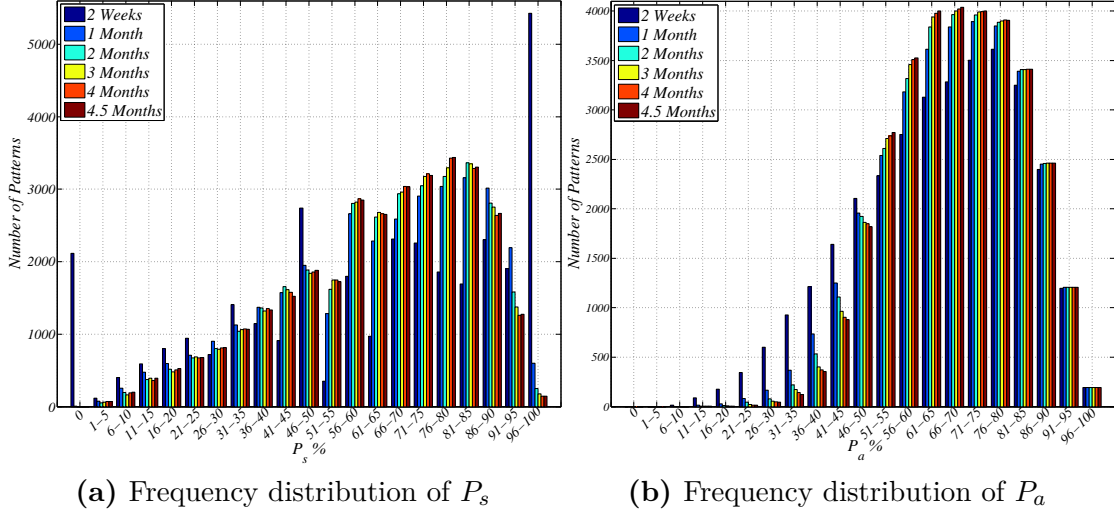 2 Weeks
1 Month
2 Months
3 Months
4 Months
4.5 Months
Number of Patterns
5000
4000
3000
2000
1000
0
0 1−5 6−10 11−15 16−20 21−25 26−30 31−35 36−40 41−45 46−50 51−55 56−60 61−65 66−70 71−75 76−80 81−85 86−90 91−95 96−100
P_s %
(a) Frequency distribution of P_s
2 Weeks
1 Month
2 Months
3 Months
4 Months
4.5 Months
Number of Patterns
4000
3500
3000
2500
2000
1500
1000
500
0
0 1−5 6−10 11−15 16−20 21−25 26−30 31−35 36−40 41−45 46−50 51−55 56−60 61−65 66−70 71−75 76−80 81−85 86−90 91−95 96−100
P_a %
(b) Frequency distribution of P_a